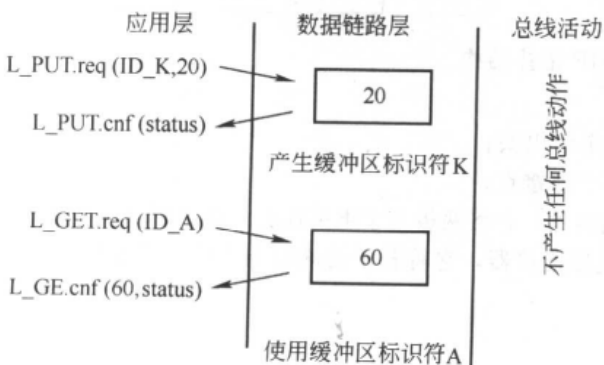 应用层 数据链路层 总线活动
L_PUT.req (ID_K,20)
20
L_PUT.cnf (status)
产生缓冲区标识符K
L_GET.req (ID_A)
60
L_GE.cnf (60,status)
使用缓冲区标识符A
不产生任何总线动作